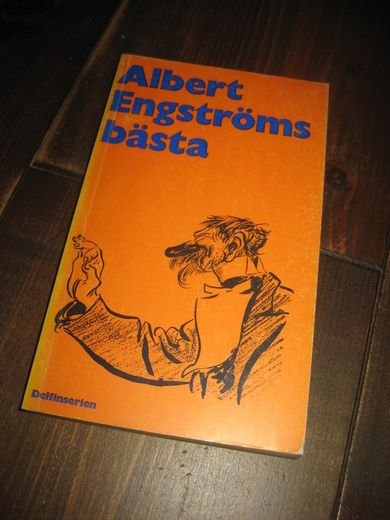 Albert
Engströms
bästa
Delfinserien